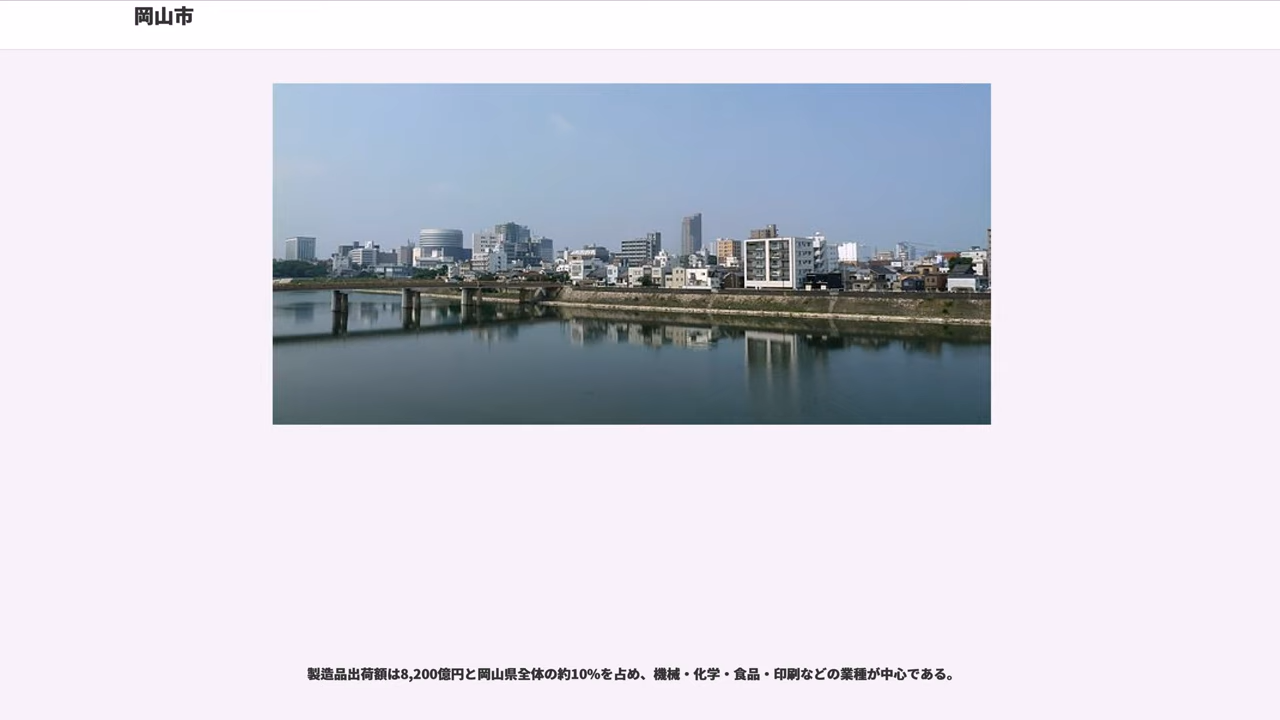 岡山市
製造品出荷額は8,200億円と岡山県全体の約10%を占め、機械・化学・食品・印刷などの業種が中心である。